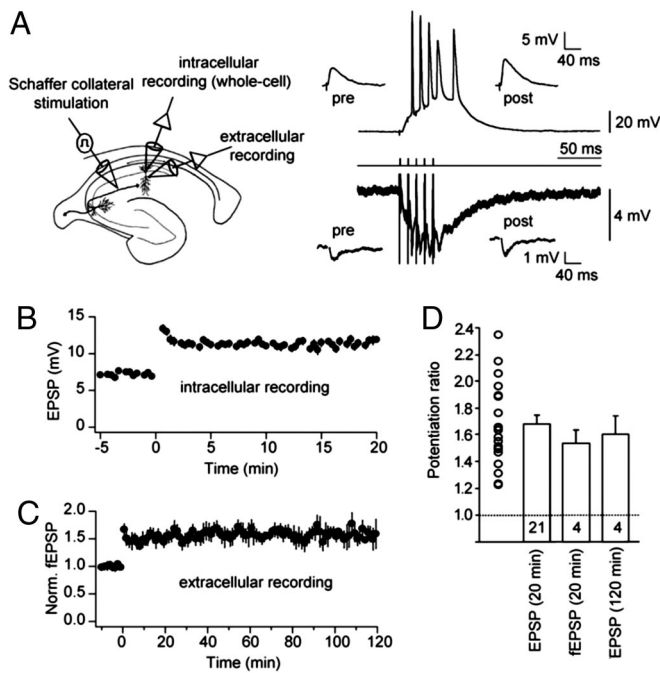 A
Schaffer collateral
stimulation
intracellular
recording (whole-cell)
extracellular
recording
pre
post
5 mV
40 ms
20 mV
50 ms
pre
post
4 mV
1 mV
40 ms
B
EPSP (mV)
15
10
5
0
intracellular recording
-5
0
5
10
15
20
Time (min)
C
Norm. fEPSP
2.0
1.5
1.0
0.5
0.0
extracellular recording
0
20
40
60
80
100
120
Time (min)
D
Potentiation ratio
2.4
2.2
2.0
1.8
1.6
1.4
1.2
1.0
21
4
4
EPSP (20 min)
fEPSP (20 min)
EPSP (120 min)